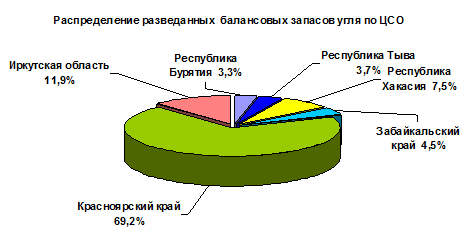 Распределение разведанных балансовых запасов угля по ЦСО
Иркутская область
11,9%
Республика
Бурятия 3,3%
Республика Тыва
3,7%
Республика
Хакасия 7,5%
Забайкальский
край 4,5%
Красноярский край
69,2%